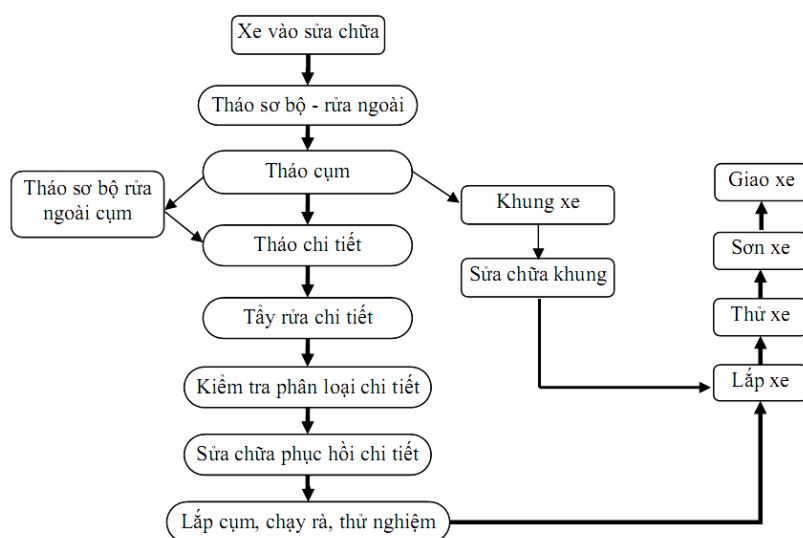 Xe vào sửa chữa
Tháo sơ bộ - rửa ngoài
Tháo cụm
Tháo sơ bộ rửa
ngoài cụm
Khung xe
Giao xe
Tháo chi tiết
Sơn xe
Sửa chữa khung
Tẩy rửa chi tiết
Thử xe
Kiểm tra phân loại chi tiết
Lắp xe
Sửa chữa phục hồi chi tiết
Lắp cụm, chạy rà, thử nghiệm